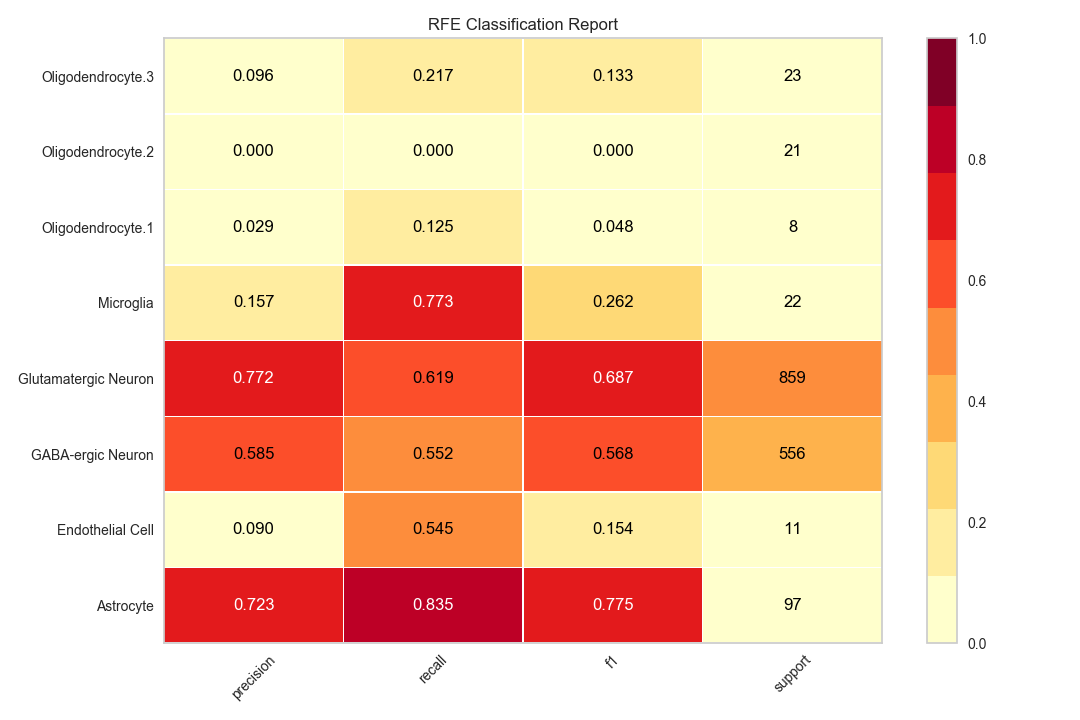 RFE Classification Report
Oligodendrocyte.3 0.096 0.217 0.133 23
Oligodendrocyte.2 0.000 0.000 0.000 21
Oligodendrocyte.1 0.029 0.125 0.048 8
Microglia 0.157 0.773 0.262 22
Glutamatergic Neuron 0.772 0.619 0.687 859
GABA-ergic Neuron 0.585 0.552 0.568 556
Endothelial Cell 0.090 0.545 0.154 11
Astrocyte 0.723 0.835 0.775 97
precision recall f1 support
1.0
0.8
0.6
0.4
0.2
0.0